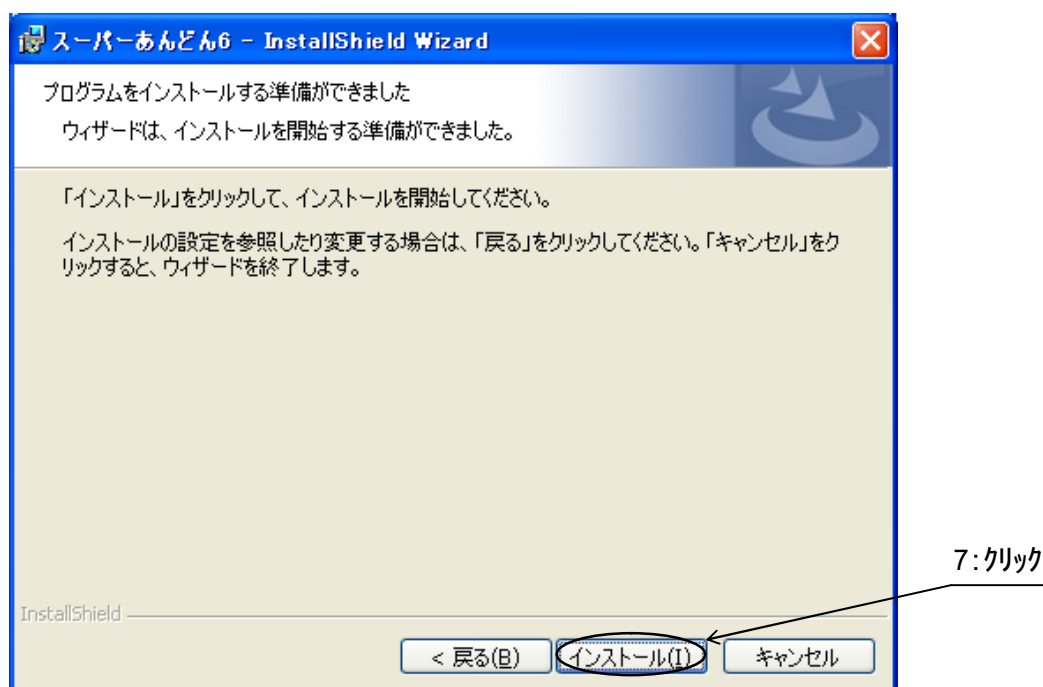 スーパーあんどん6 - InstallShield Wizard
プログラムをインストールする準備ができました
ウィザードは、インストールを開始する準備ができました。
「インストール」をクリックして、インストールを開始してください。
インストールの設定を参照したり変更する場合は、「戻る」をクリックしてください。「キャンセル」をク
リックすると、ウィザードを終了します。
7:クリック
InstallShield
< 戻る(B) インストール(I) キャンセル